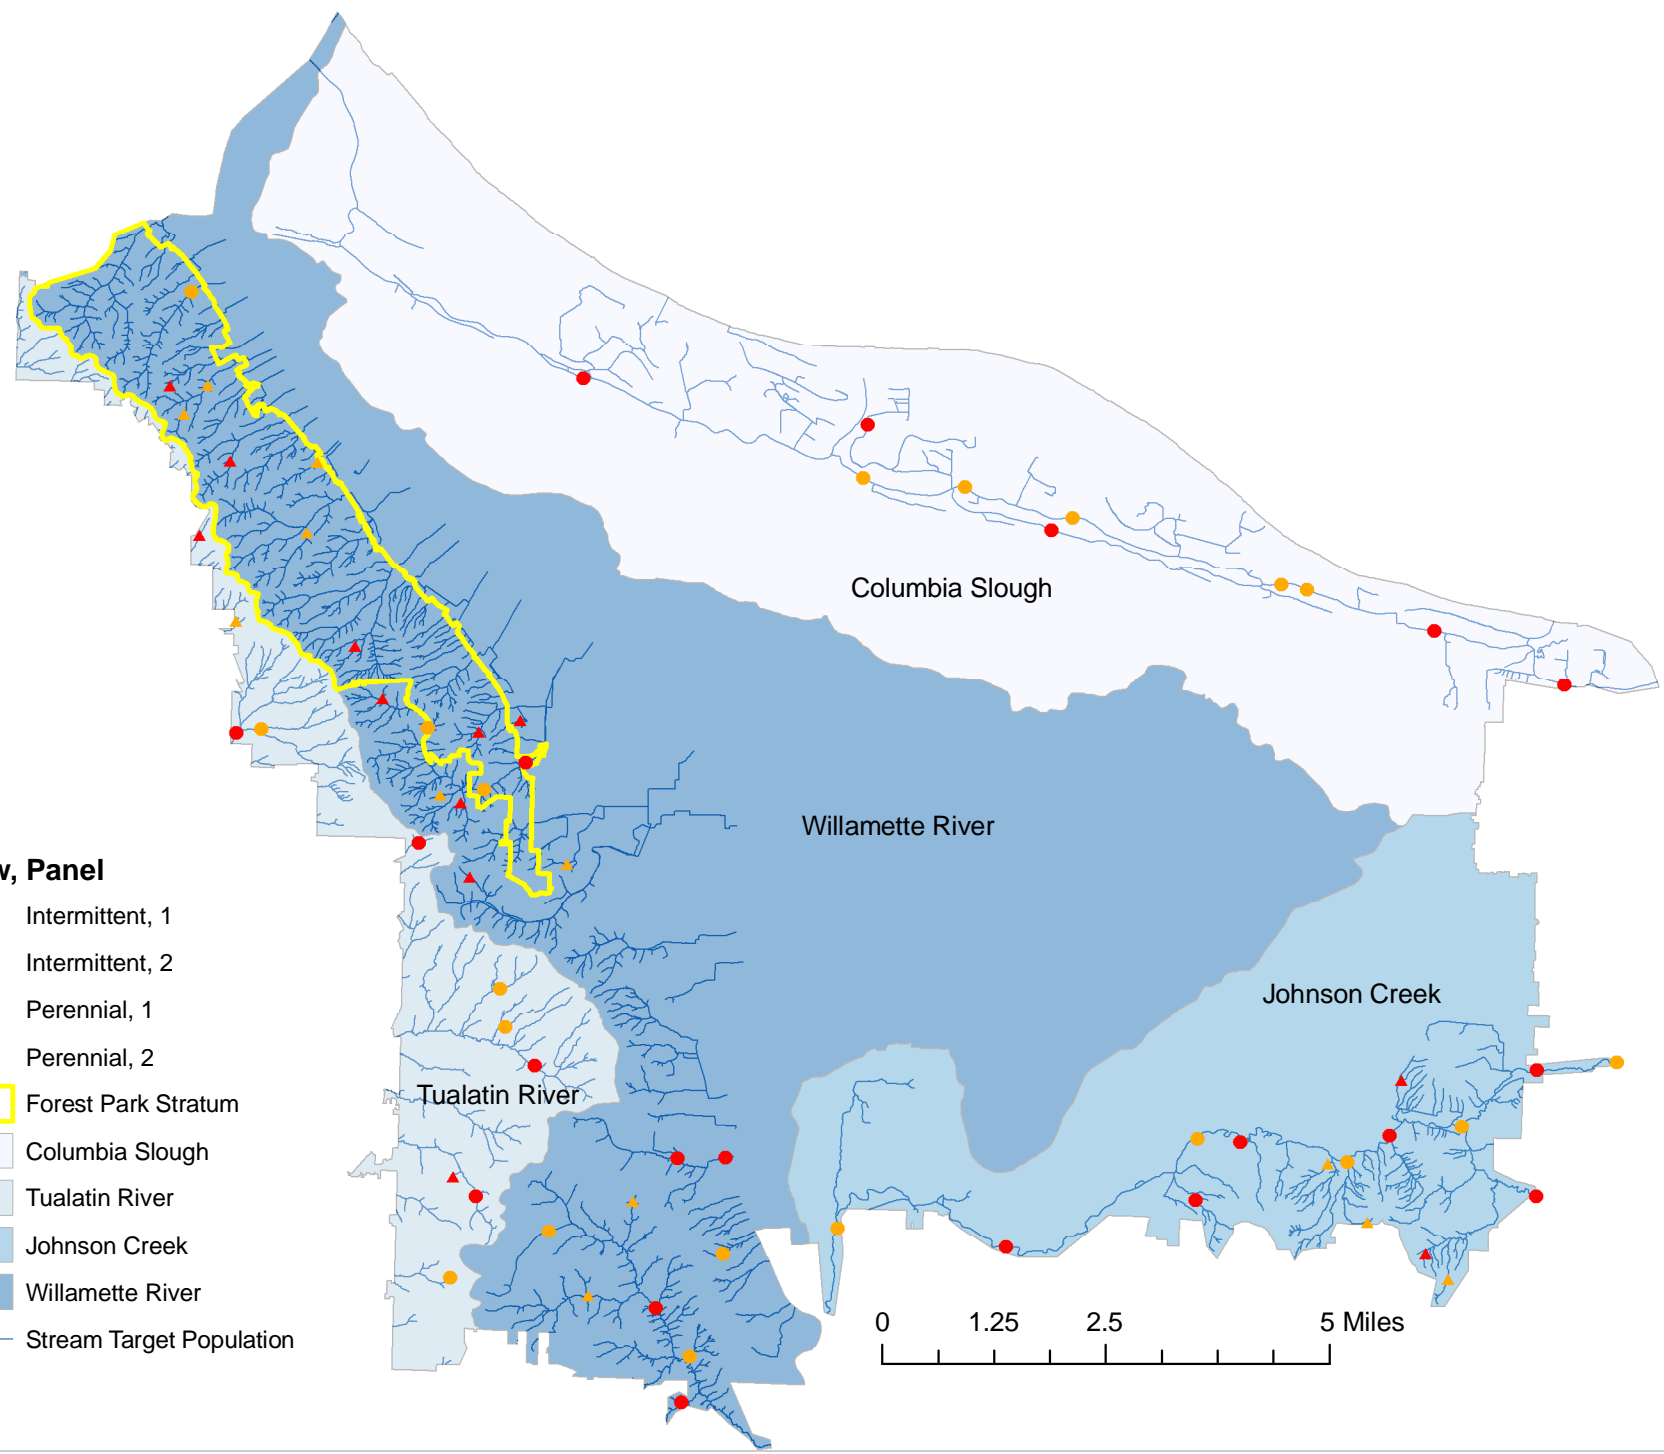 Columbia Slough
Willamette River
Johnson Creek
Tualatin River
, Panel
Intermittent, 1
Intermittent, 2
Perennial, 1
Perennial, 2
Forest Park Stratum
Columbia Slough
Tualatin River
Johnson Creek
Willamette River
Stream Target Population
0 1.25 2.5 5 Miles